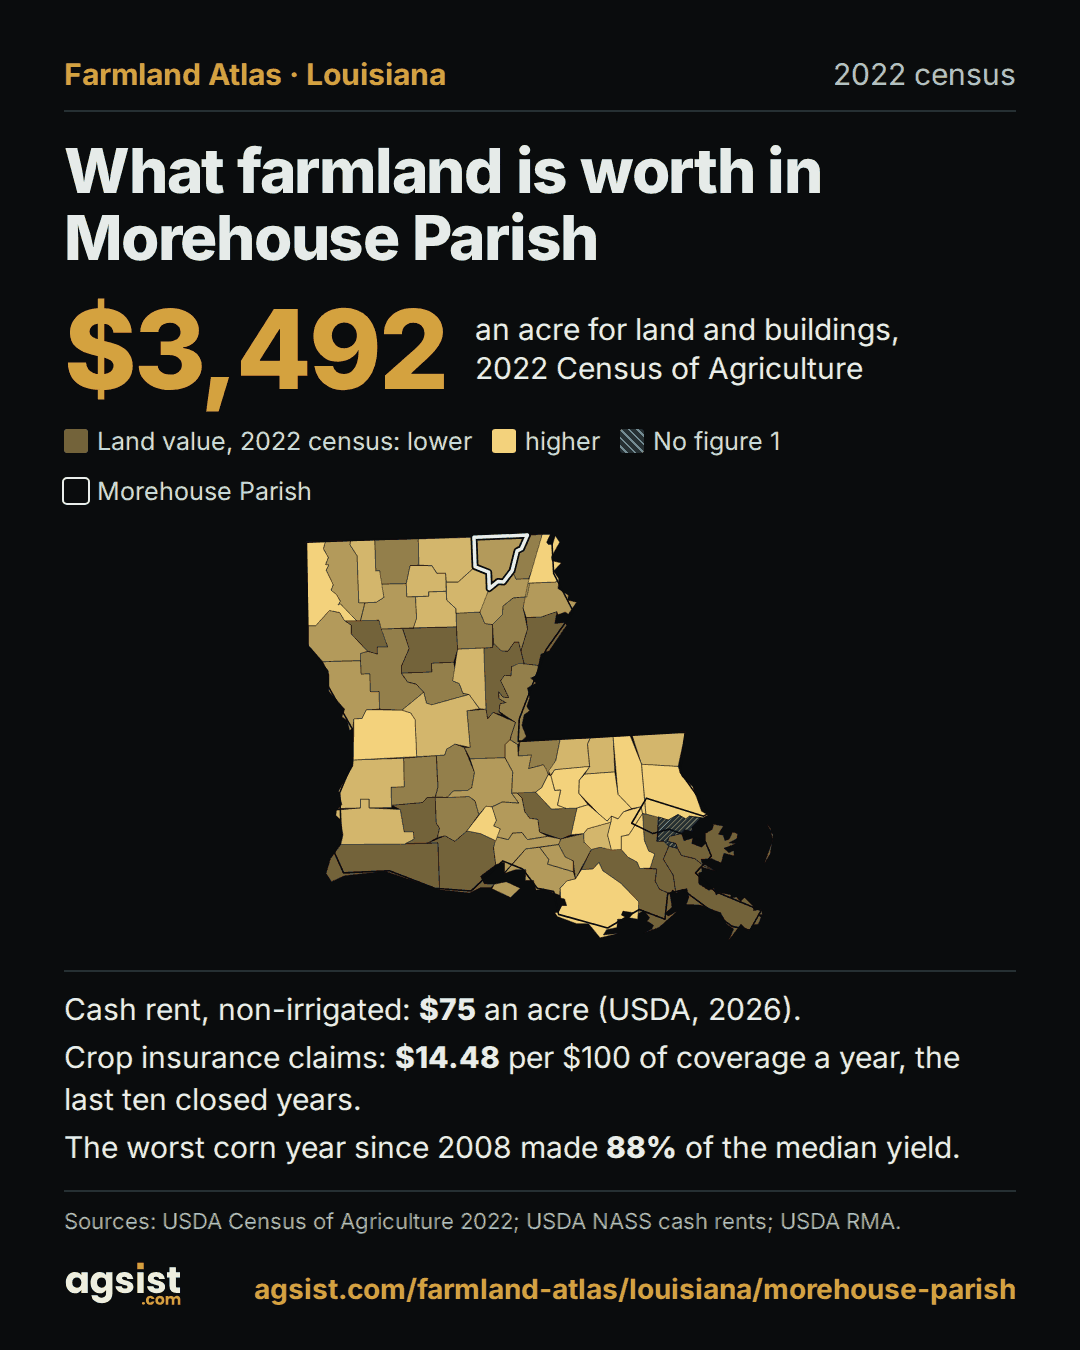 Farmland Atlas · Louisiana
2022 census
What farmland is worth in
Morehouse Parish
$3,492
an acre for land and buildings,
2022 Census of Agriculture
Land value, 2022 census: lower
higher
No figure 1
Morehouse Parish
Cash rent, non-irrigated: $75 an acre (USDA, 2026).
Crop insurance claims: $14.48 per $100 of coverage a year, the
last ten closed years.
The worst corn year since 2008 made 88% of the median yield.
Sources: USDA Census of Agriculture 2022; USDA NASS cash rents; USDA RMA.
agsist
.com
agsist.com/farmland-atlas/louisiana/morehouse-parish